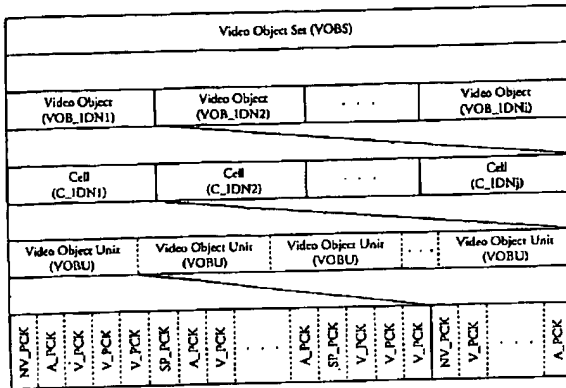 Video Object Set (VOBS)
Video Object
(VOB_IDN1)
Video Object
(VOB_IDN2)
. . .
Video Object
(VOB_IDNi)
Cell
(C_IDN1)
Cell
(C_IDN2)
. . .
Cell
(C_IDNj)
Video Object Unit
(VOBU)
Video Object Unit
(VOBU)
Video Object Unit
(VOBU)
. . .
Video Object Unit
(VOBU)
NV_PCK
A_PCK
V_PCK
V_PCK
V_PCK
SP_PCK
A_PCK
V_PCK
. . . .
A_PCK
SP_PCK
V_PCK
V_PCK
V_PCK
NV_PCK
V_PCK
. . . .
A_PCK